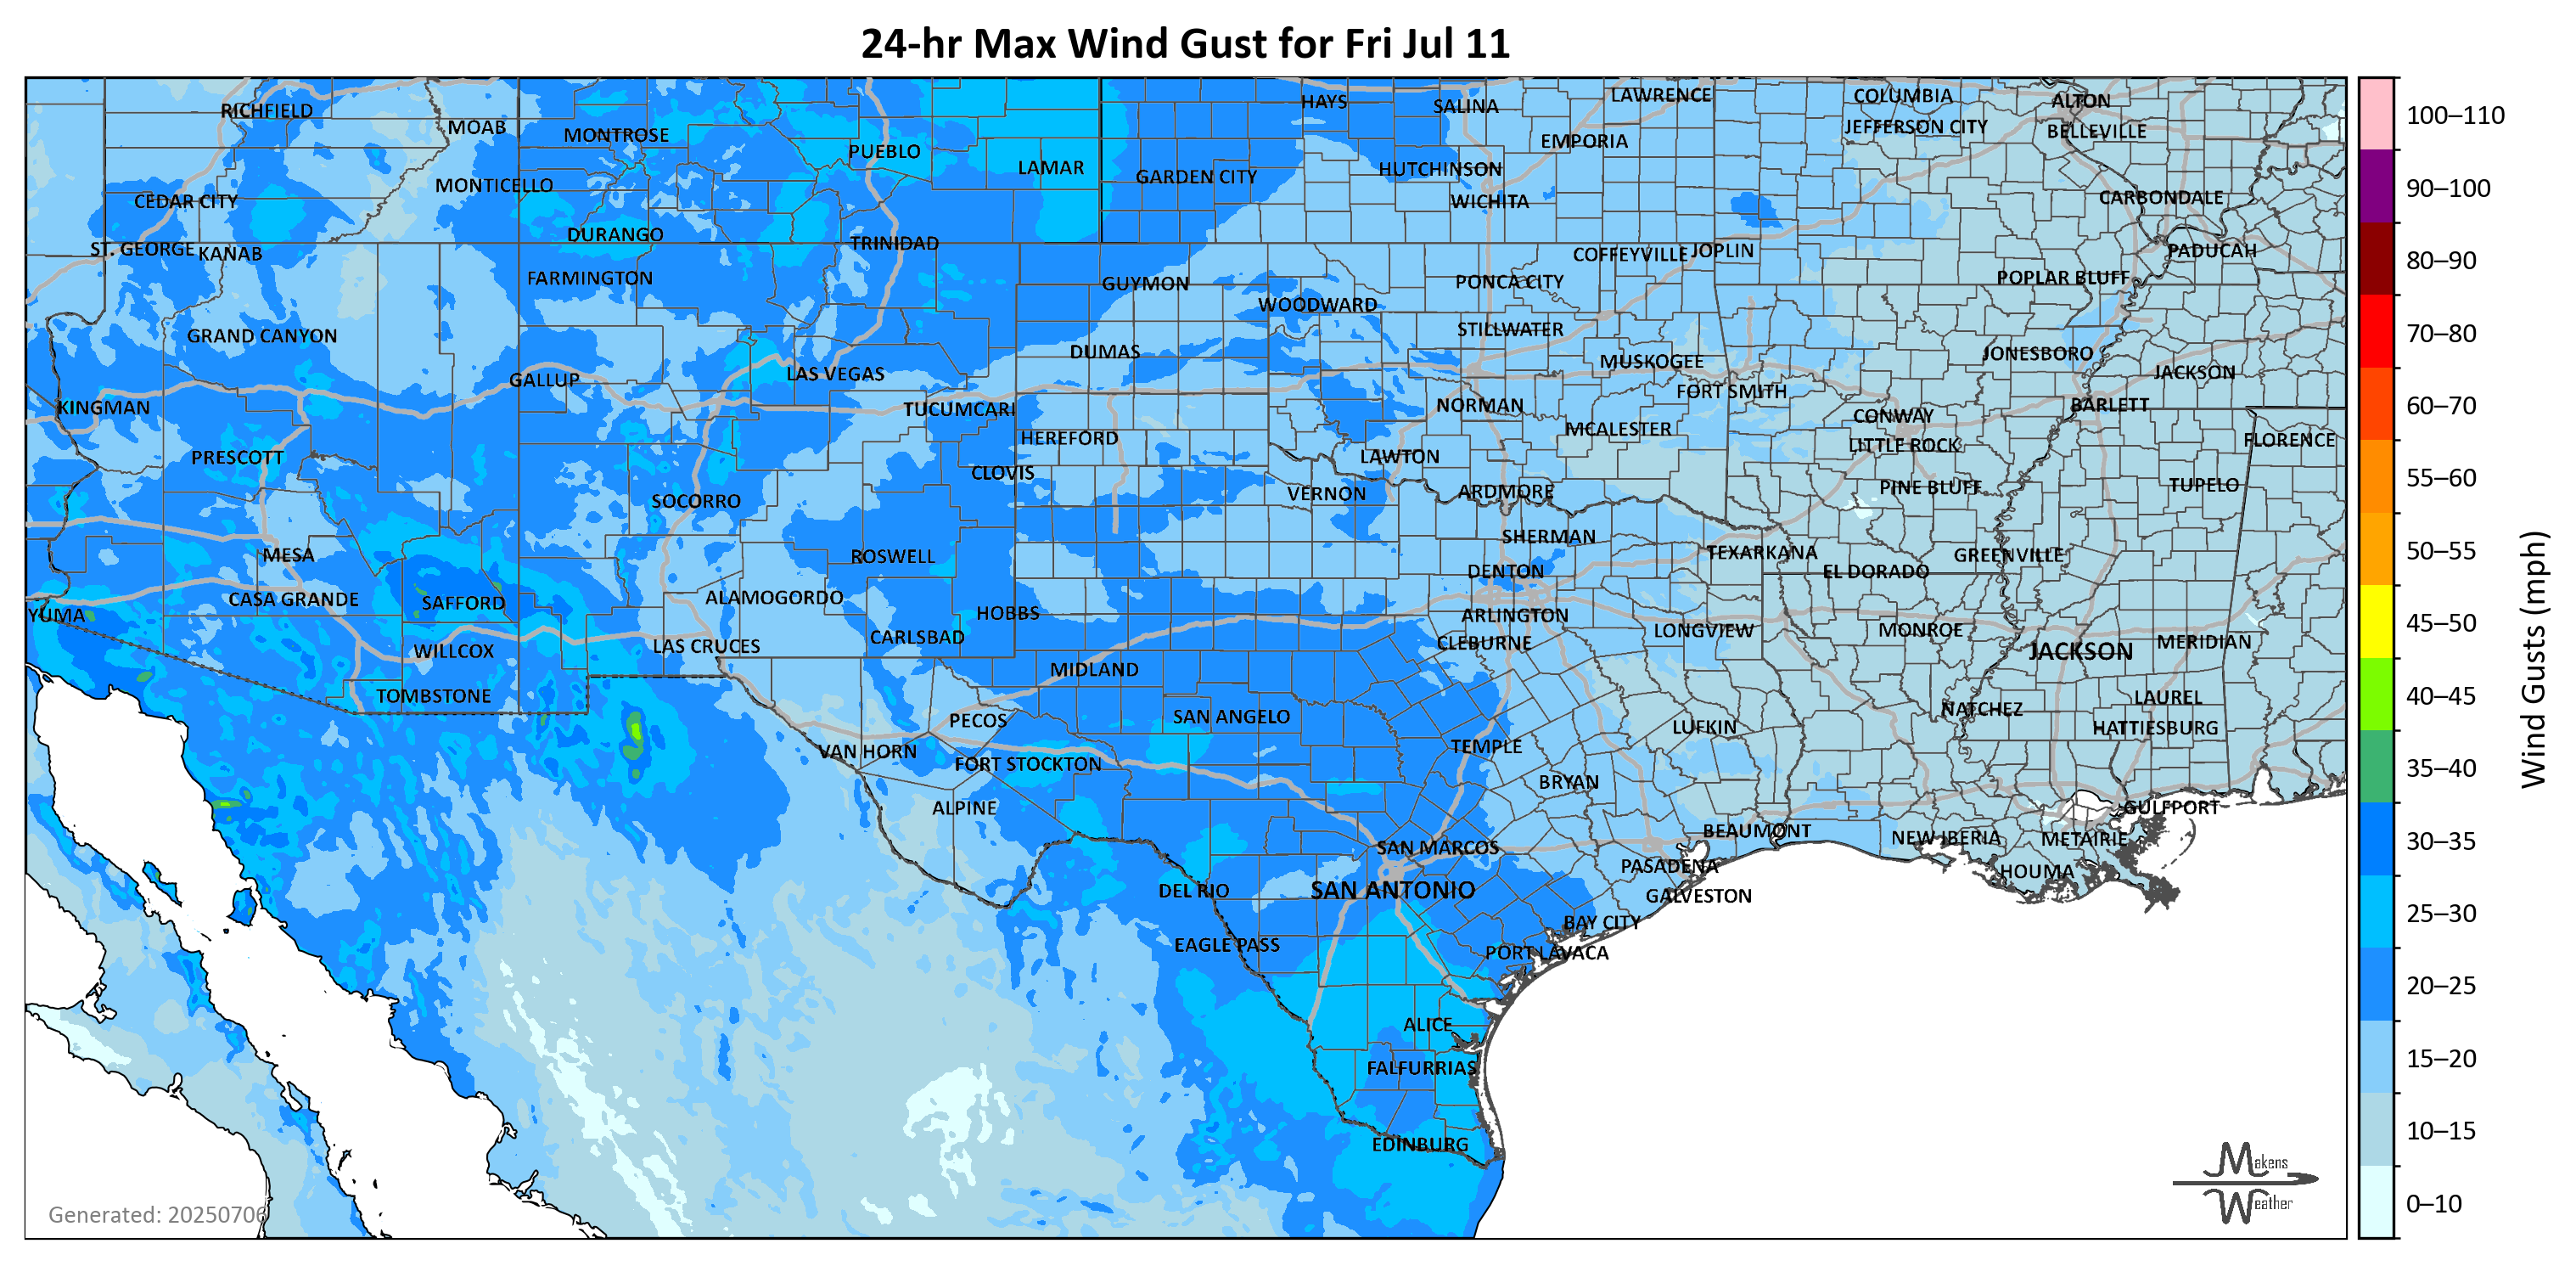 24-hr Max Wind Gust for Fri Jul 11
RICHFIELD
MOAB
MONTROSE
PUEBLO
LAMAR
HAYS
SALINA
LAWRENCE
COLUMBIA
ALTON
EMPORIA
JEFFERSON CITY
BELLEVILLE
MONTICELLO
GARDEN CITY
HUTCHINSON
CEDAR CITY
WICHITA
CARBONDALE
DURANGO
TRINIDAD
ST. GEORGE
KANAB
COFFEYVILLE
JOPLIN
PADUCAH
FARMINGTON
GUYMON
PONCA CITY
POPLAR BLUFF
WOODWARD
GRAND CANYON
STILLWATER
DUMAS
MUSKOGEE
JONESBORO
GALLUP
LAS VEGAS
FORT SMITH
JACKSON
KINGMAN
TUCUMCARI
NORMAN
CONWAY
BARLETT
HEREFORD
MCALESTER
LITTLE ROCK
FLORENCE
PRESCOTT
CLOVIS
LAWTON
SOCORRO
VERNON
ARDMORE
PINE BLUFF
TUPELO
MESA
ROSWELL
SHERMAN
TEXARKANA
GREENVILLE
DENTON
EL DORADO
CASA GRANDE
SAFFORD
ALAMOGORDO
YUMA
HOBBS
ARLINGTON
WILLCOX
LAS CRUCES
CARLSBAD
CLEBURNE
LONGVIEW
MONROE
JACKSON
MERIDIAN
TOMBSTONE
MIDLAND
LAUREL
PECOS
SAN ANGELO
NATCHEZ
VAN HORN
TEMPLE
LUFKIN
HATTIESBURG
FORT STOCKTON
BRYAN
ALPINE
GULFPORT
SAN MARCOS
BEAUMONT
NEW IBERIA
METAIRIE
DEL RIO
SAN ANTONIO
PASADENA
HOUMA
GALVESTON
EAGLE PASS
BAY CITY
PORT LAVACA
ALICE
FALFURRIAS
EDINBURG
Generated: 20250706
Makens
Weather
100–110
90–100
80–90
70–80
60–70
55–60
50–55
45–50
40–45
35–40
30–35
25–30
20–25
15–20
10–15
0–10
Wind Gusts (mph)